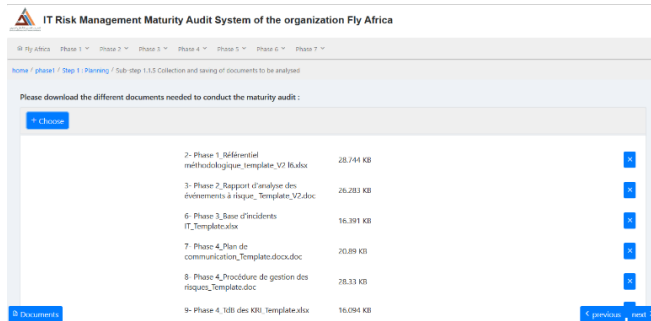 IT Risk Management Maturity Audit System of the organization Fly Africa
Fly Africa Phase 1 Phase 2 Phase 3 Phase 4 Phase 5 Phase 6 Phase 7
home / phase1 / Step 1 : Planning / Sub-step 1.1.5 Collection and saving of documents to be analysed
Please download the different documents needed to conduct the maturity audit :
+ Choose
2- Phase 1_Référentiel
méthodologique_template_V2 l6.xlsx
28.744 KB
3- Phase 2_Rapport d'analyse des
événements à risque_ Template_V2.doc
26.283 KB
6- Phase 3_Base d'incidents
IT_Template.xlsx
16.391 KB
7- Phase 4_Plan de
communication_Template.docx.doc
20.89 KB
8- Phase 4_Procédure de gestion des
risques_Template.doc
28.33 KB
9- Phase 4_TdB des KRI_Template.xlsx
16.094 KB
Documents
previous next